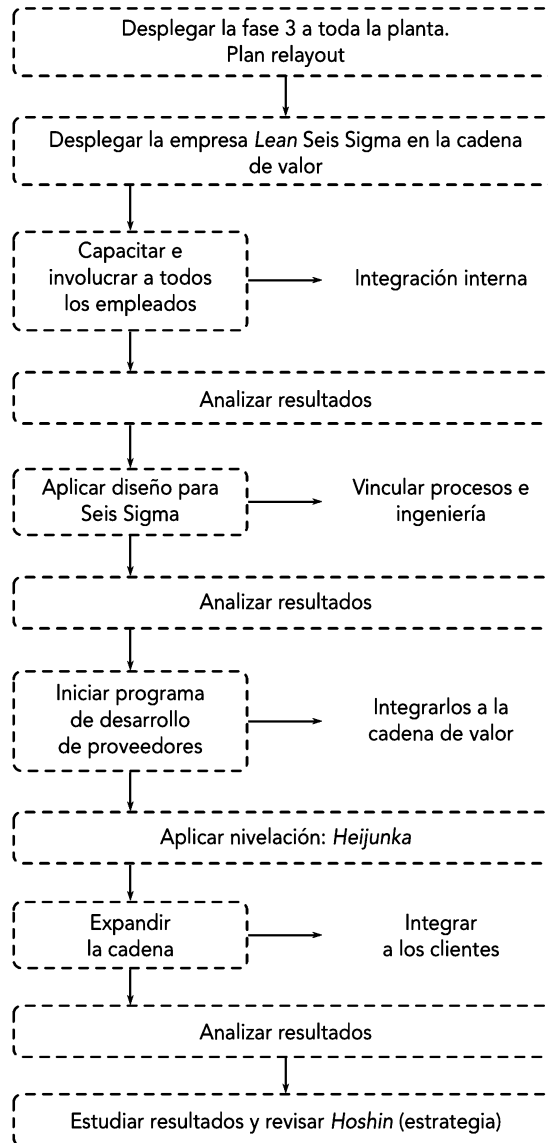 Desplegar la fase 3 a toda la planta.
Plan relayout
Desplegar la empresa Lean Seis Sigma en la cadena
de valor
Capacitar e
involucrar a todos
los empleados
Integración interna
Analizar resultados
Aplicar diseño para
Seis Sigma
Vincular procesos e
ingeniería
Analizar resultados
Iniciar programa
de desarrollo
de proveedores
Integrarlos a la
cadena de valor
Aplicar nivelación: Heijunka
Expandir
la cadena
Integrar
a los clientes
Analizar resultados
Estudiar resultados y revisar Hoshin (estrategia)